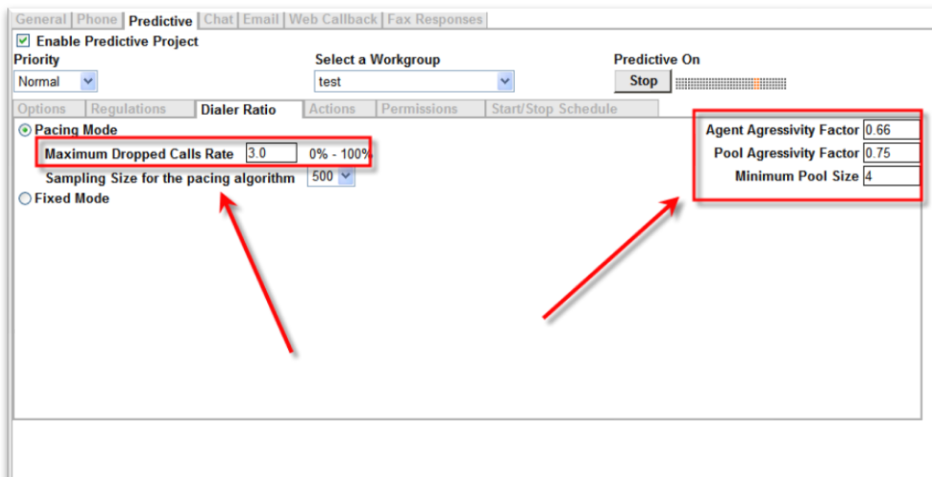 General Phone Predictive Chat Email Web Callback Fax Responses
Enable Predictive Project
Priority Select a Workgroup Predictive On
Normal test Stop
Options Regulations Dialer Ratio Actions Permissions Start/Stop Schedule
Pacing Mode Agent Agressivity Factor 0.66
Maximum Dropped Calls Rate 3.0 0% - 100% Pool Agressivity Factor 0.75
Sampling Size for the pacing algorithm 500 Minimum Pool Size 4
Fixed Mode